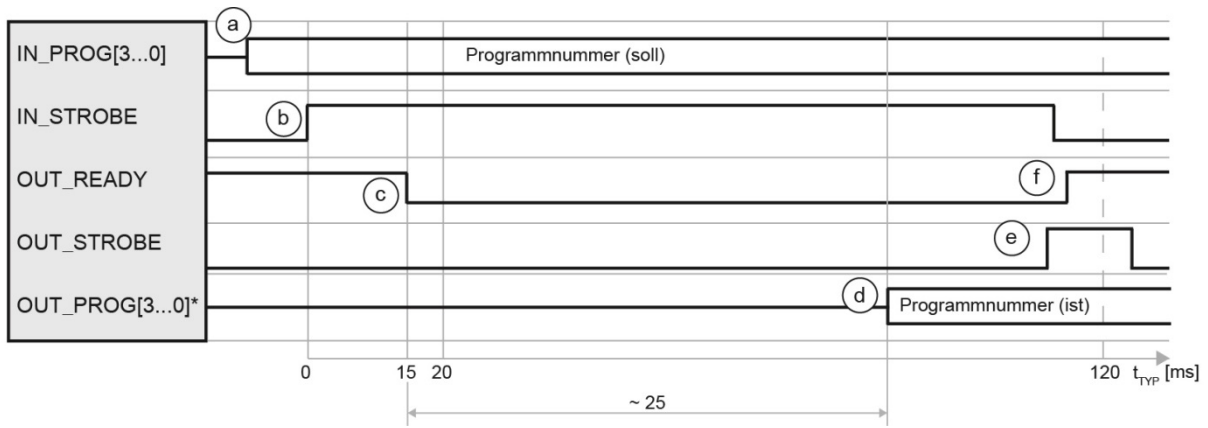 a
IN_PROG[3...0]
Programmnummer (soll)
IN_STROBE
b
OUT_READY
c
f
OUT_STROBE
e
OUT_PROG[3...0]*
d
Programmnummer (ist)
0
15
20
120
tTYP [ms]
~ 25